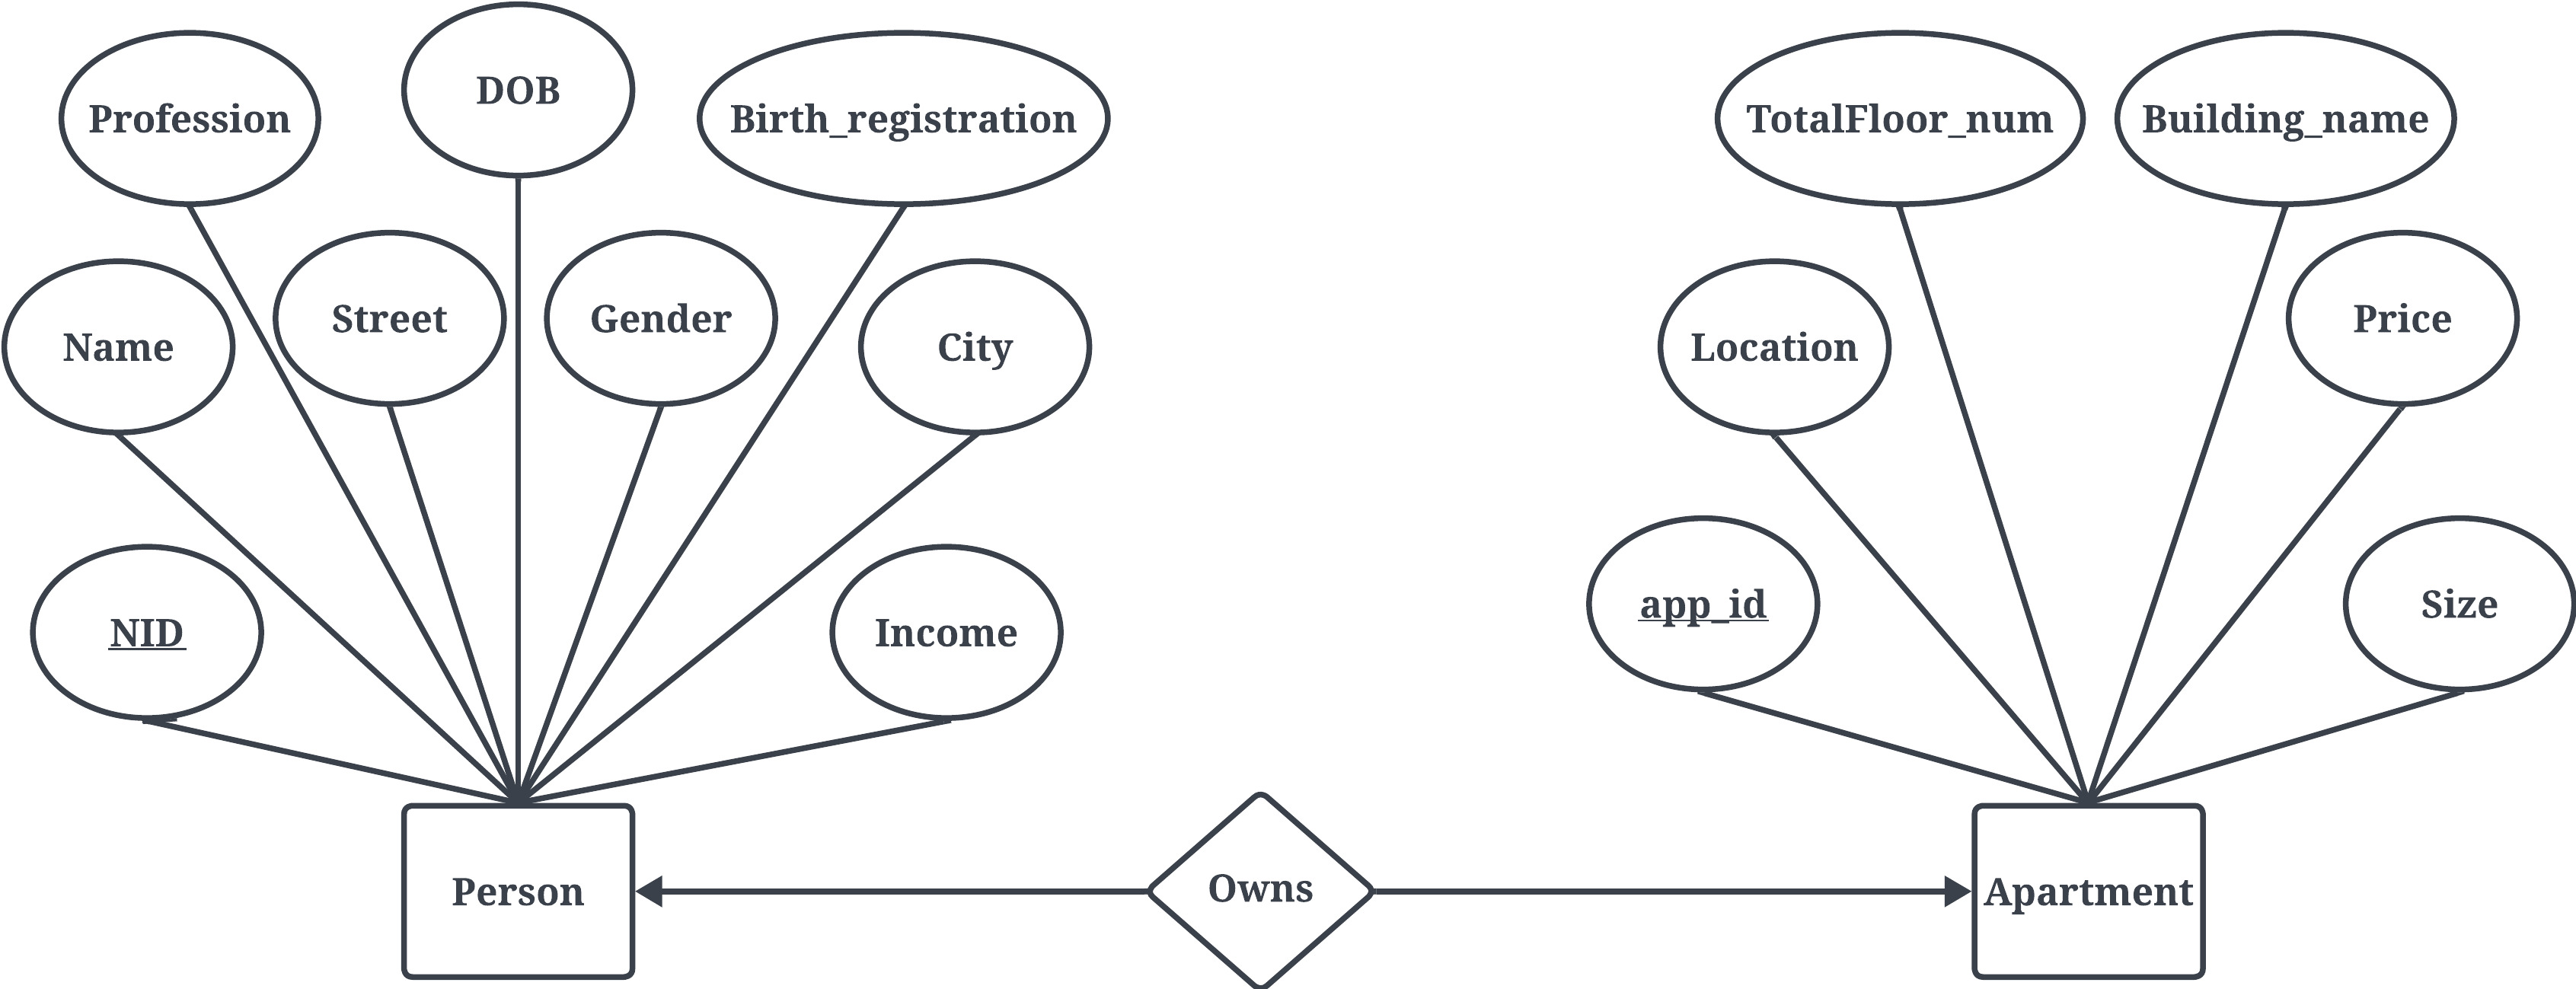 DOB
Profession
Birth_registration
TotalFloor_num
Building_name
Street
Gender
Price
Name
City
Location
app_id
Size
NID
Income
Person
Owns
Apartment